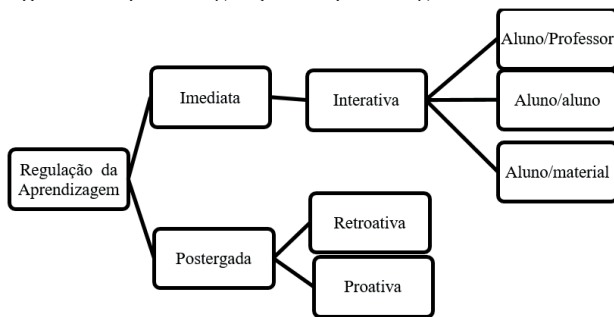 Aluno/Professor
Imediata
Interativa
Aluno/aluno
Regulação da
Aprendizagem
Aluno/material
Retroativa
Postergada
Proativa